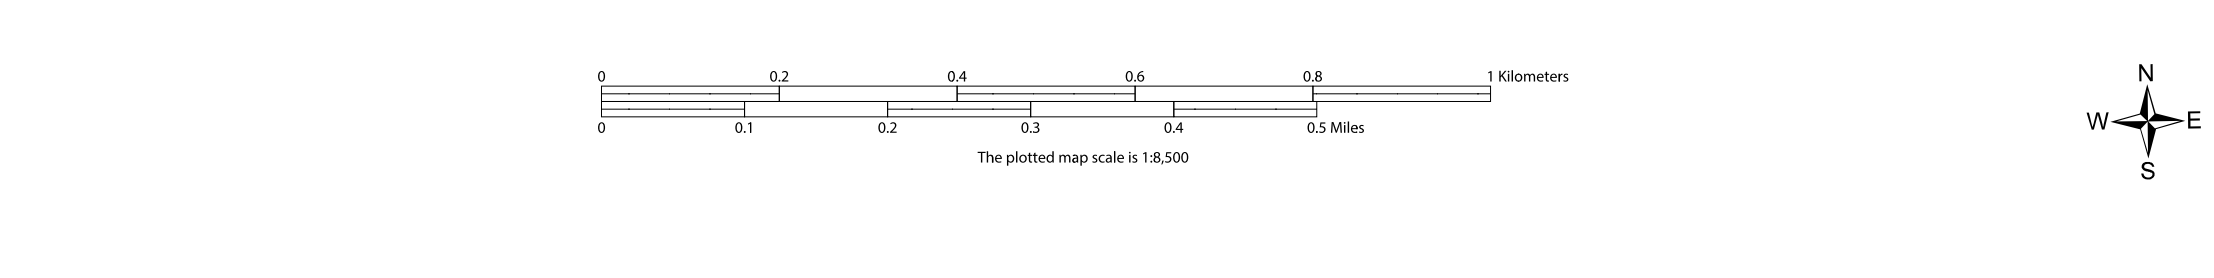 0 0.2 0.4 0.6 0.8 1 Kilometers
0 0.1 0.2 0.3 0.4 0.5 Miles
The plotted map scale is 1:8,500
N
W E
S